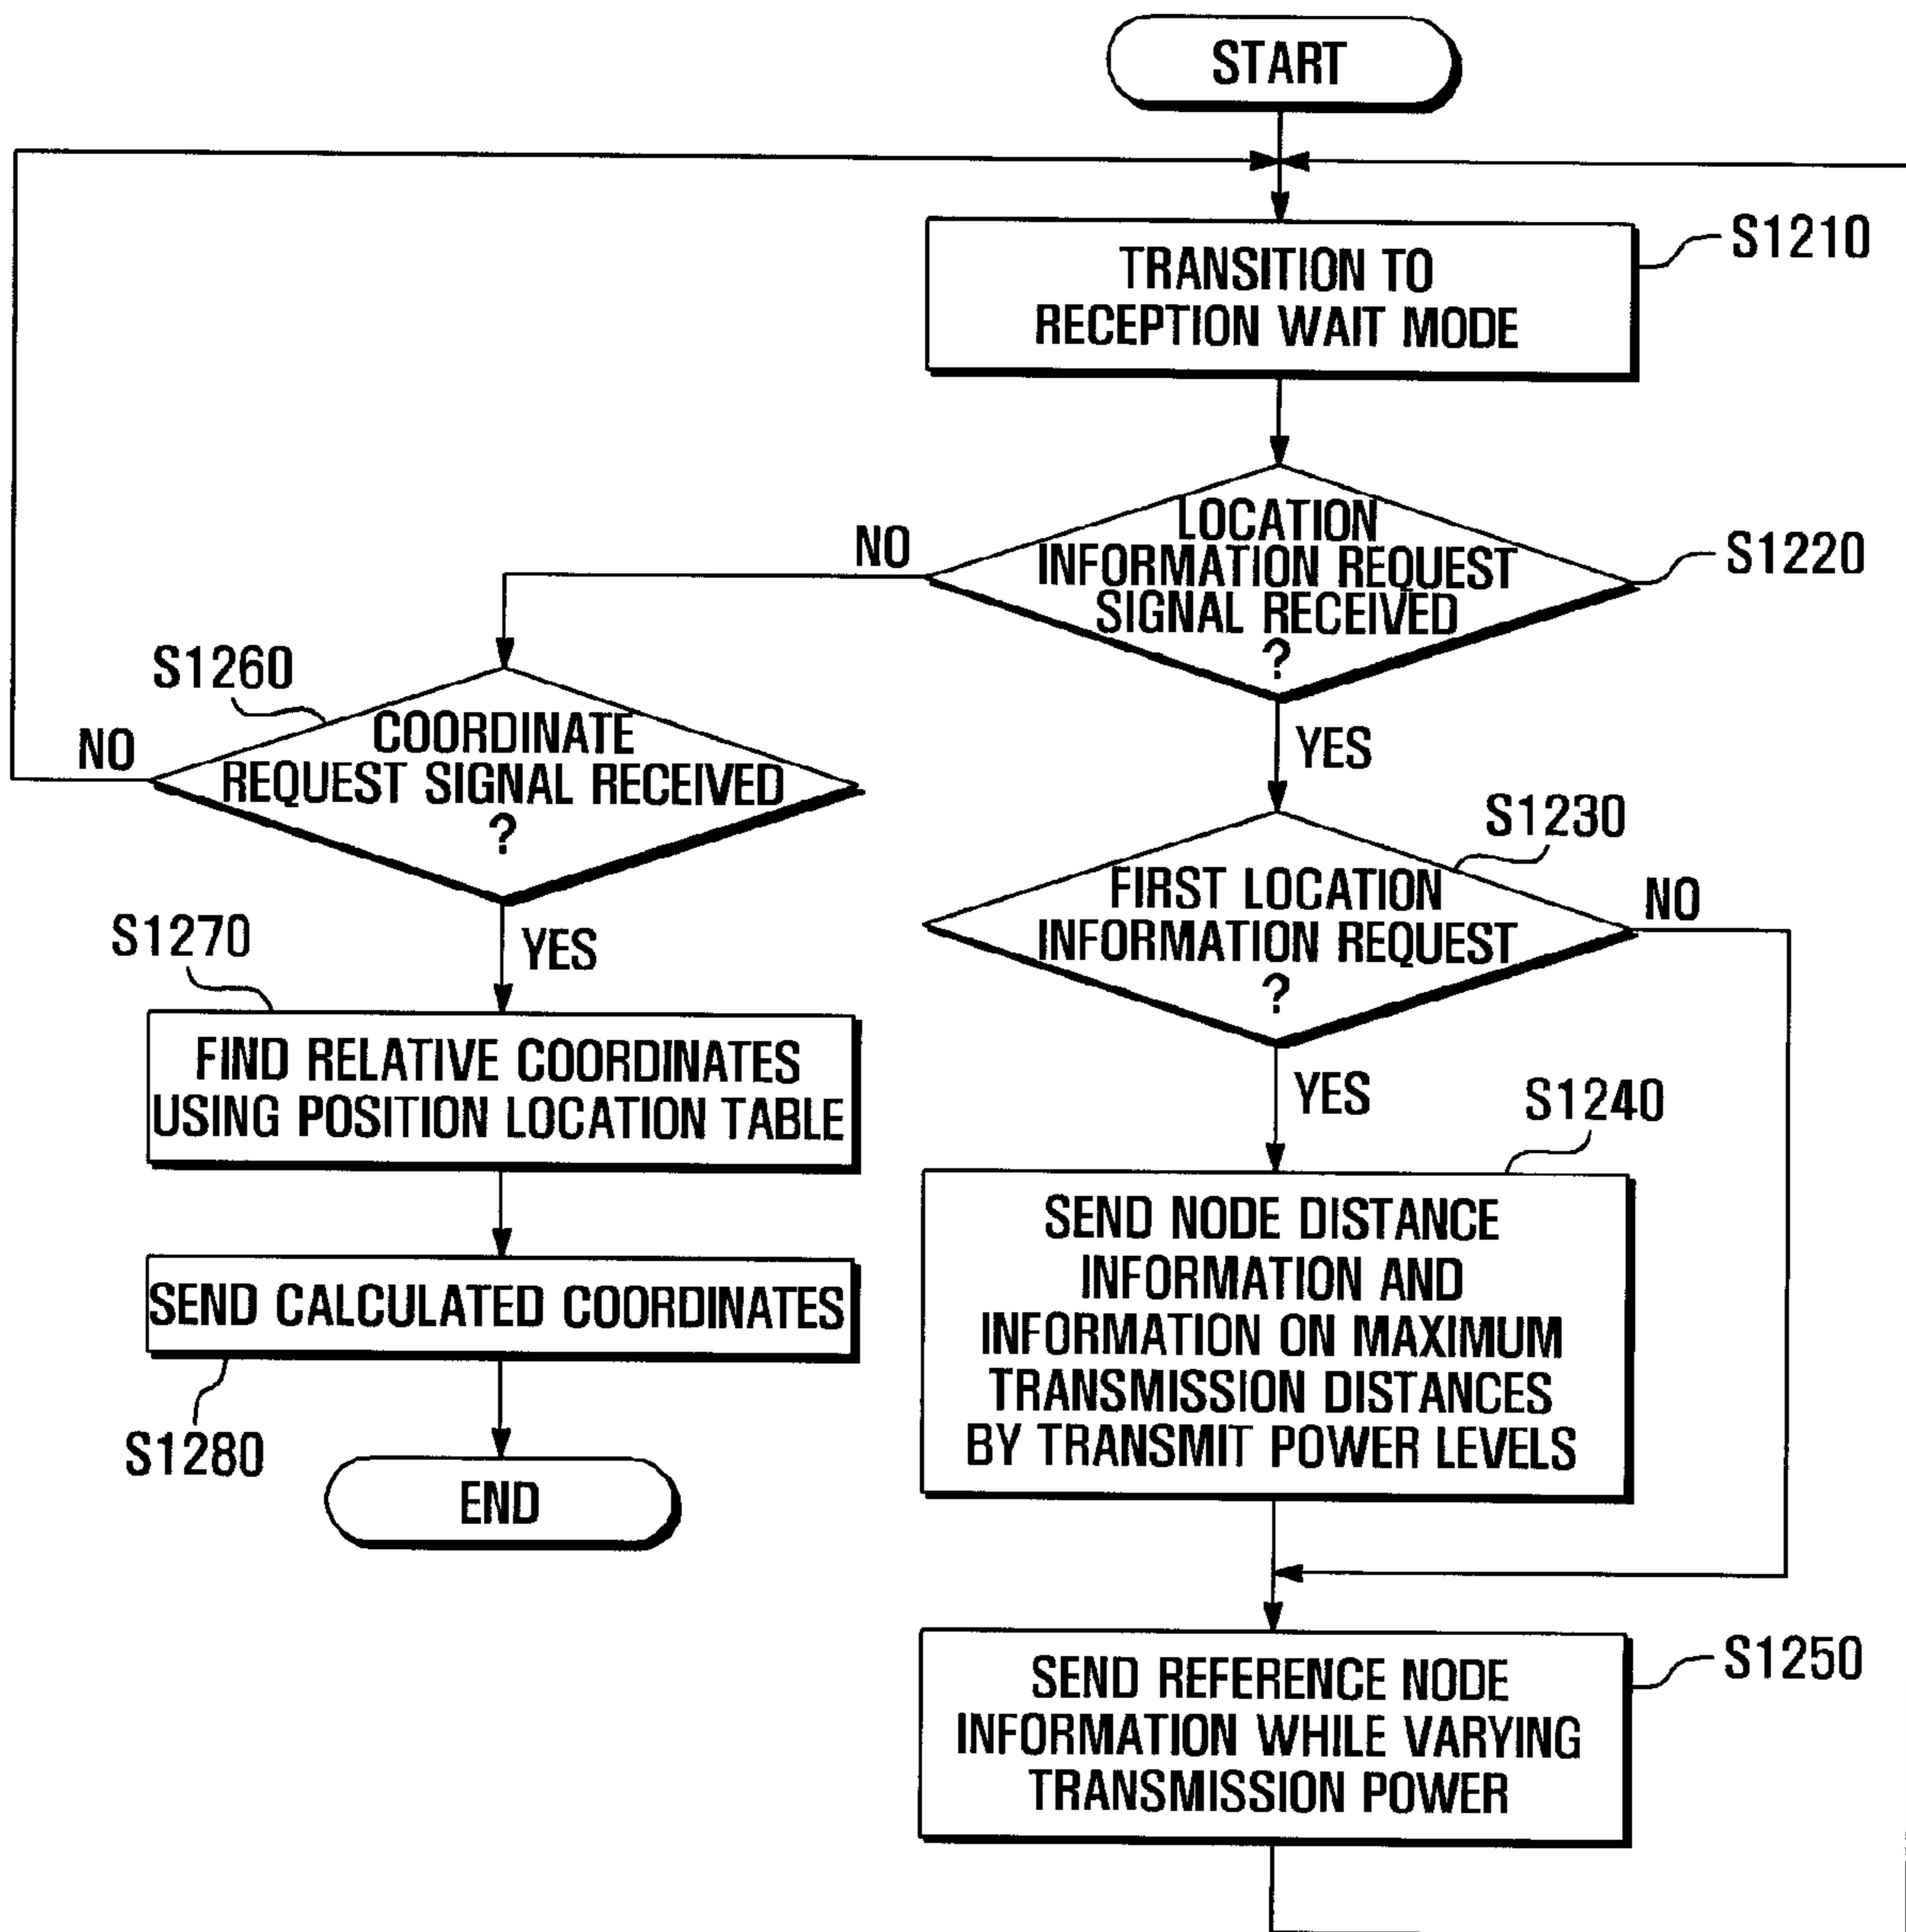 START
S1210
TRANSITION TO
RECEPTION WAIT MODE
LOCATION
INFORMATION REQUEST
SIGNAL RECEIVED
?
S1220
NO
YES
S1260
COORDINATE
REQUEST SIGNAL RECEIVED
?
NO
YES
S1230
FIRST LOCATION
INFORMATION REQUEST
?
NO
YES
S1270
FIND RELATIVE COORDINATES
USING POSITION LOCATION TABLE
S1240
SEND NODE DISTANCE
INFORMATION AND
INFORMATION ON MAXIMUM
TRANSMISSION DISTANCES
BY TRANSMIT POWER LEVELS
SEND CALCULATED COORDINATES
S1280
END
S1250
SEND REFERENCE NODE
INFORMATION WHILE VARYING
TRANSMISSION POWER